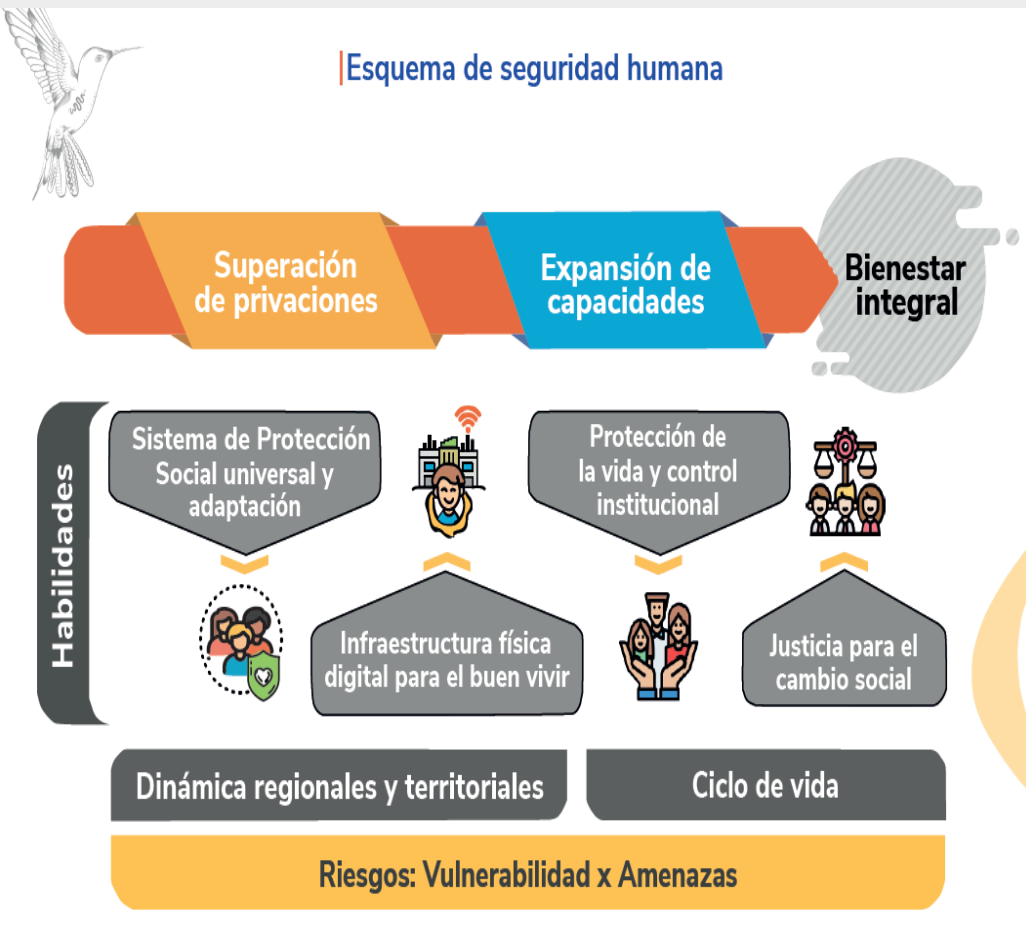 Esquema de seguridad humana
Superación
de privaciones
Expansión de
capacidades
Bienestar
integral
Habilidades
Sistema de Protección
Social universal y
adaptación
Protección de
la vida y control
institucional
Infraestructura física
digital para el buen vivir
Justicia para el
cambio social
Dinámica regionales y territoriales
Ciclo de vida
Riesgos: Vulnerabilidad x Amenazas